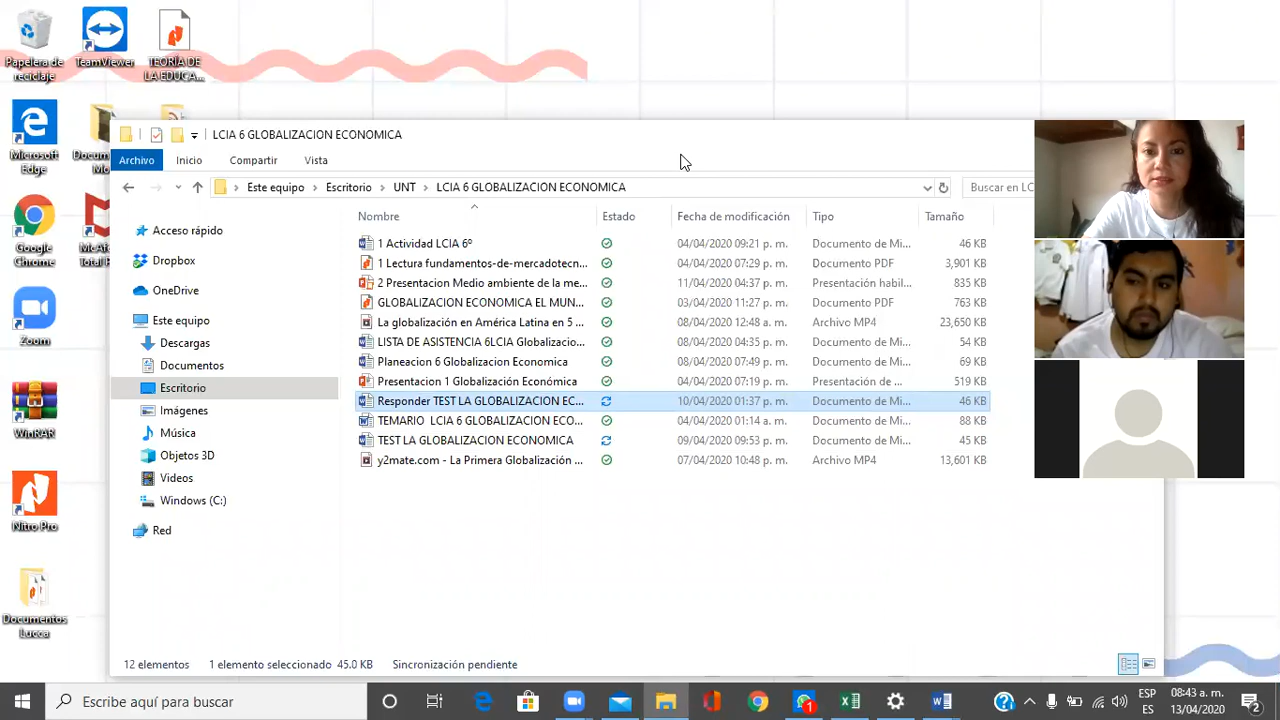 Papelera de reciclaje
TeamViewer
TEORÍA DE LA EDUCA...
Microsoft Edge
Docum
Mo
Google Chrome
McAf
Total P
Zoom
WinRAR
Nitro Pro
Documentos Lucca
LCIA 6 GLOBALIZACION ECONOMICA
Archivo Inicio Compartir Vista
Este equipo › Escritorio › UNT › LCIA 6 GLOBALIZACION ECONOMICA
Buscar en LC
Acceso rápido
Dropbox
OneDrive
Este equipo
Descargas
Documentos
Escritorio
Imágenes
Música
Objetos 3D
Videos
Windows (C:)
Red
Nombre Estado Fecha de modificación Tipo Tamaño
1 Actividad LCIA 6º 04/04/2020 09:21 p. m. Documento de Mi... 46 KB
1 Lectura fundamentos-de-mercadotecn... 04/04/2020 07:29 p. m. Documento PDF 3,901 KB
2 Presentacion Medio ambiente de la me... 11/04/2020 04:37 p. m. Presentación habil... 835 KB
GLOBALIZACION ECONOMICA EL MUN... 03/04/2020 11:27 p. m. Documento PDF 763 KB
La globalización en América Latina en 5 ... 08/04/2020 12:48 a. m. Archivo MP4 23,650 KB
LISTA DE ASISTENCIA 6LCIA Globalizacio... 08/04/2020 04:35 p. m. Documento de Mi... 54 KB
Planeacion 6 Globalizacion Economica 08/04/2020 07:49 p. m. Documento de Mi... 69 KB
Presentacion 1 Globalización Económica 04/04/2020 07:19 p. m. Presentación de ... 519 KB
Responder TEST LA GLOBALIZACION EC... 10/04/2020 01:37 p. m. Documento de Mi... 46 KB
TEMARIO LCIA 6 GLOBALIZACION ECO... 04/04/2020 01:14 a. m. Documento de Mi... 88 KB
TEST LA GLOBALIZACION ECONOMICA 09/04/2020 09:53 p. m. Documento de Mi... 45 KB
y2mate.com - La Primera Globalización ... 07/04/2020 10:48 p. m. Archivo MP4 13,601 KB
12 elementos 1 elemento seleccionado 45.0 KB Sincronización pendiente
Escribe aquí para buscar
1
ESP
ES
08:43 a. m.
13/04/2020
2